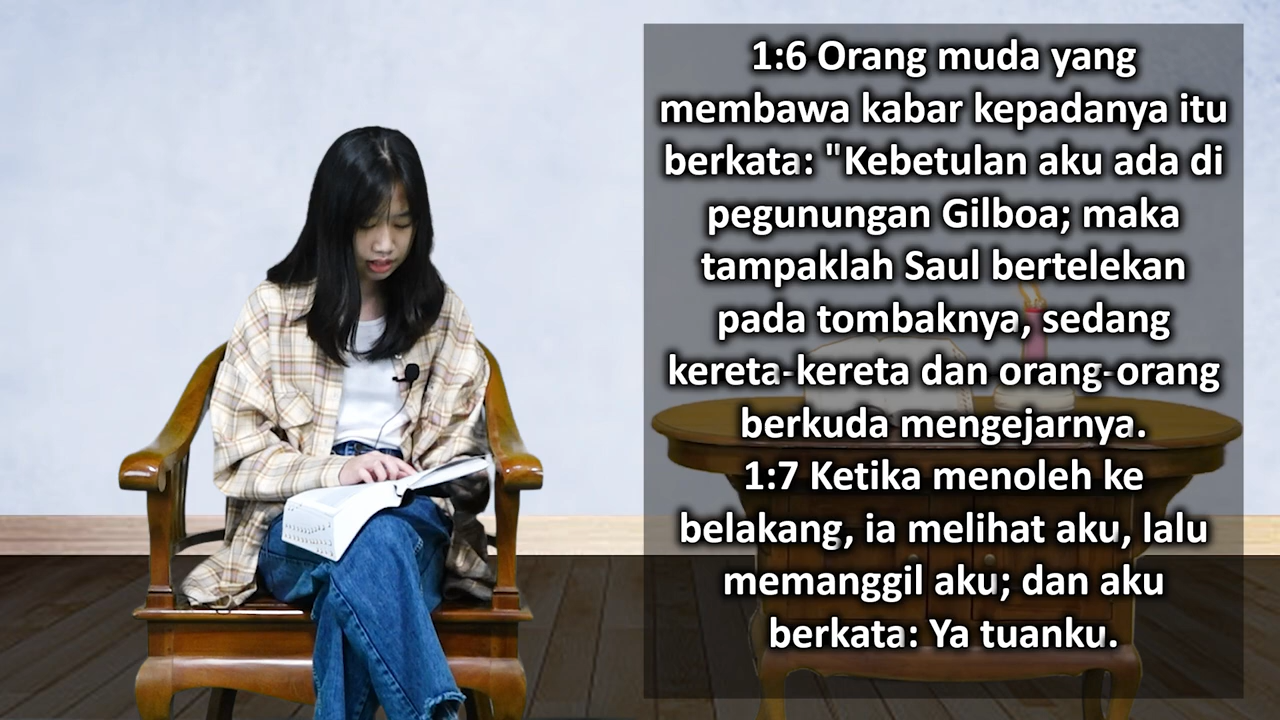 1:6 Orang muda yang
membawa kabar kepadanya itu
berkata: "Kebetulan aku ada di
pegunungan Gilboa; maka
tampaklah Saul bertelekan
pada tombaknya, sedang
kereta-kereta dan orang-orang
berkuda mengejarnya.
1:7 Ketika menoleh ke
belakang, ia melihat aku, lalu
memanggil aku; dan aku
berkata: Ya tuanku.